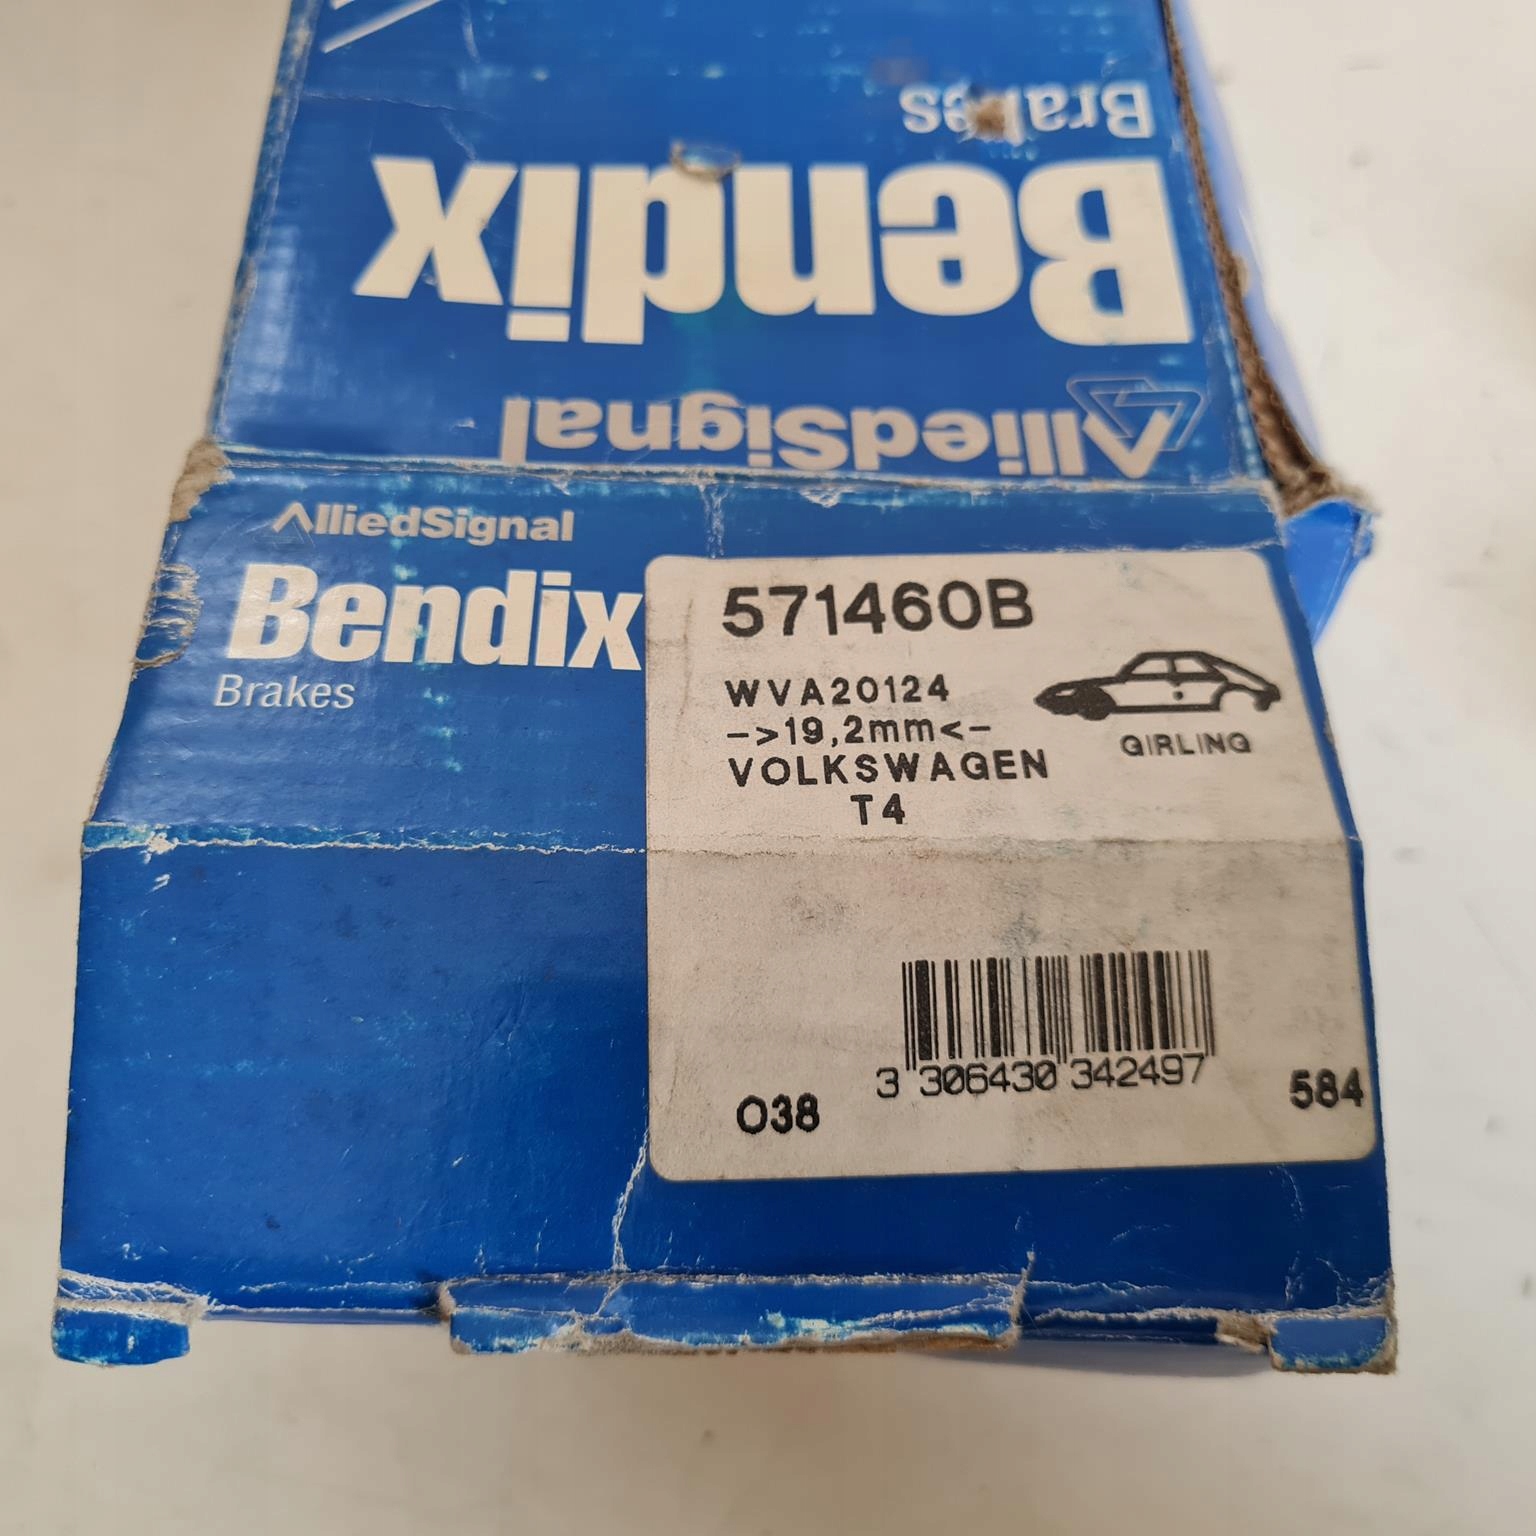 Brakes
Bendix
AlliedSignal
AlliedSignal
Bendix
Brakes
571460B
WVA20124
->19,2mm<-
VOLKSWAGEN
T4
GIRLING
3 306430 342497
038
584